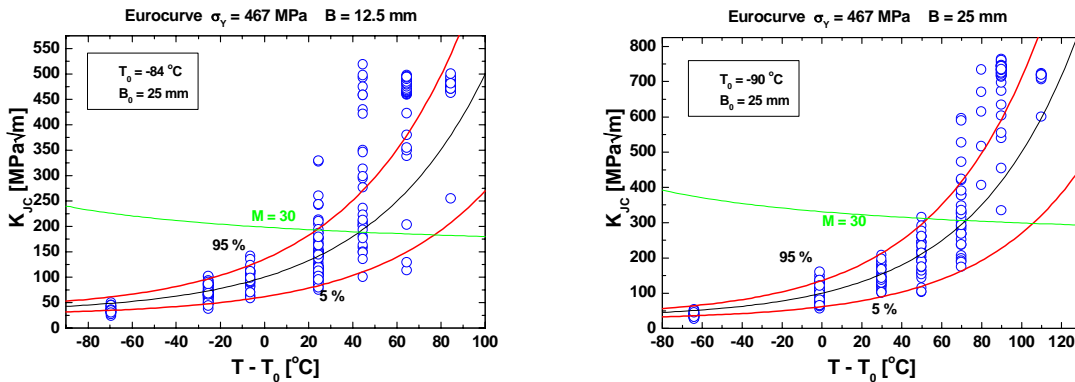 Eurocurve σY = 467 MPa B = 12.5 mm
550
500
450
400
350
300
250
200
150
100
50
0
KJC [MPa√m]
T0 = -84 °C
B0 = 25 mm
M = 30
95 %
5 %
-80 -60 -40 -20 0 20 40 60 80 100
T - T0 [°C]
Eurocurve σY = 467 MPa B = 25 mm
800
700
600
500
400
300
200
100
0
KJC [MPa√m]
T0 = -90 °C
B0 = 25 mm
M = 30
95 %
5 %
-80 -60 -40 -20 0 20 40 60 80 100 120
T - T0 [°C]